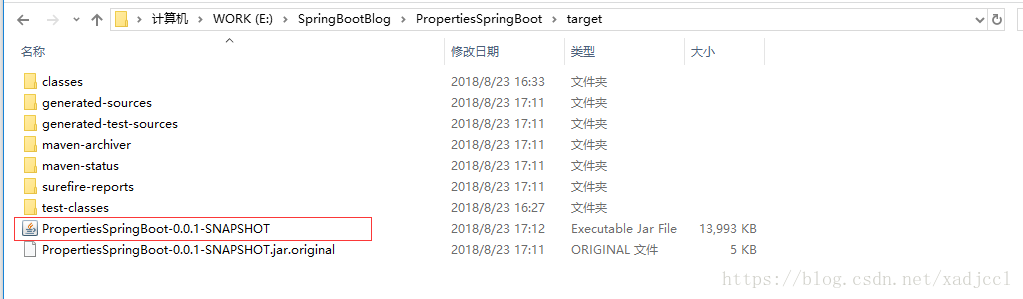 计算机 › WORK (E:) › SpringBootBlog › PropertiesSpringBoot › target
名称 修改日期 类型 大小
classes 2018/8/23 16:33 文件夹
generated-sources 2018/8/23 17:11 文件夹
generated-test-sources 2018/8/23 17:11 文件夹
maven-archiver 2018/8/23 17:11 文件夹
maven-status 2018/8/23 17:11 文件夹
surefire-reports 2018/8/23 17:11 文件夹
test-classes 2018/8/23 16:27 文件夹
PropertiesSpringBoot-0.0.1-SNAPSHOT 2018/8/23 17:12 Executable Jar File 13,993 KB
PropertiesSpringBoot-0.0.1-SNAPSHOT.jar.original 2018/8/23 17:11 ORIGINAL 文件 5 KB
https://blog.csdn.net/xadjccl